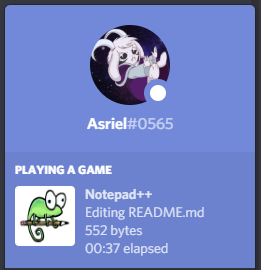 Asriel#0565
PLAYING A GAME
Notepad++
Editing README.md
552 bytes
00:37 elapsed